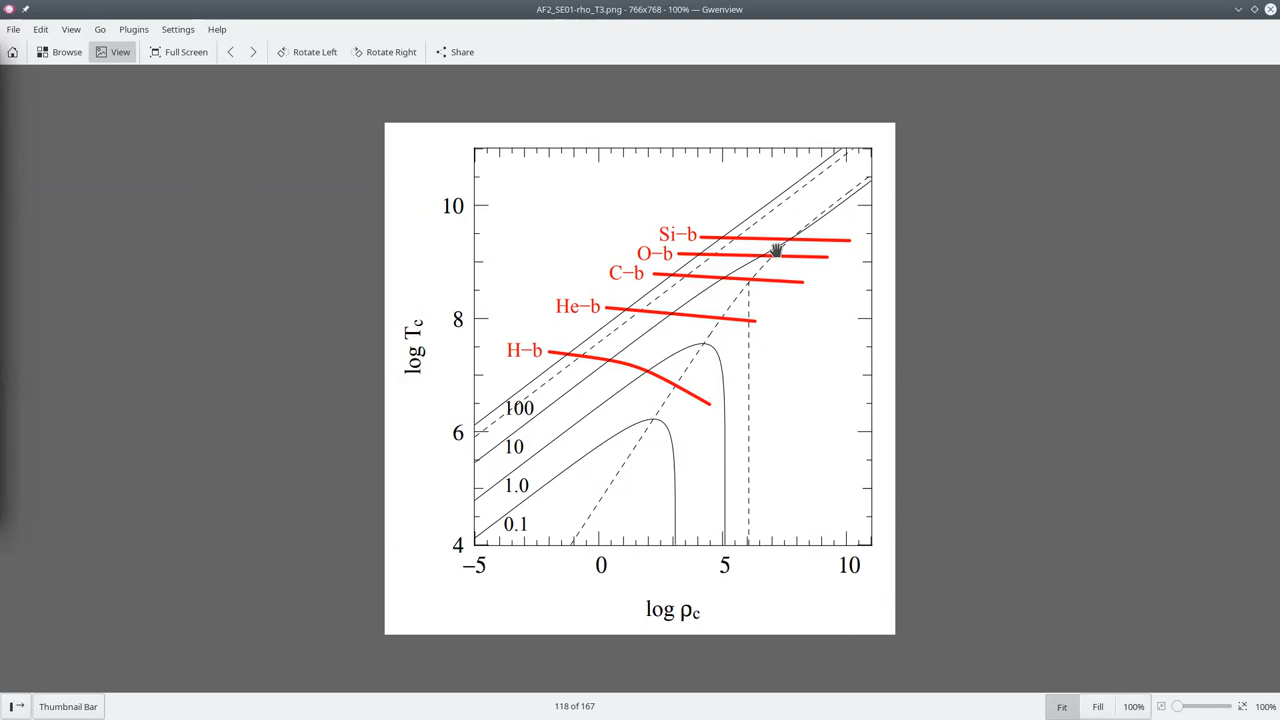 AF2_SE01-rho_T3.png - 766x768 - 100% — Gwenview
File Edit View Go Plugins Settings Help
Browse View Full Screen Rotate Left Rotate Right Share
10
Si–b
O–b
C–b
He–b
8
log Tc
H–b
100
6
10
1.0
0.1
4
–5 0 5 10
log ρc
Thumbnail Bar 118 of 167 Fit Fill 100% 100%